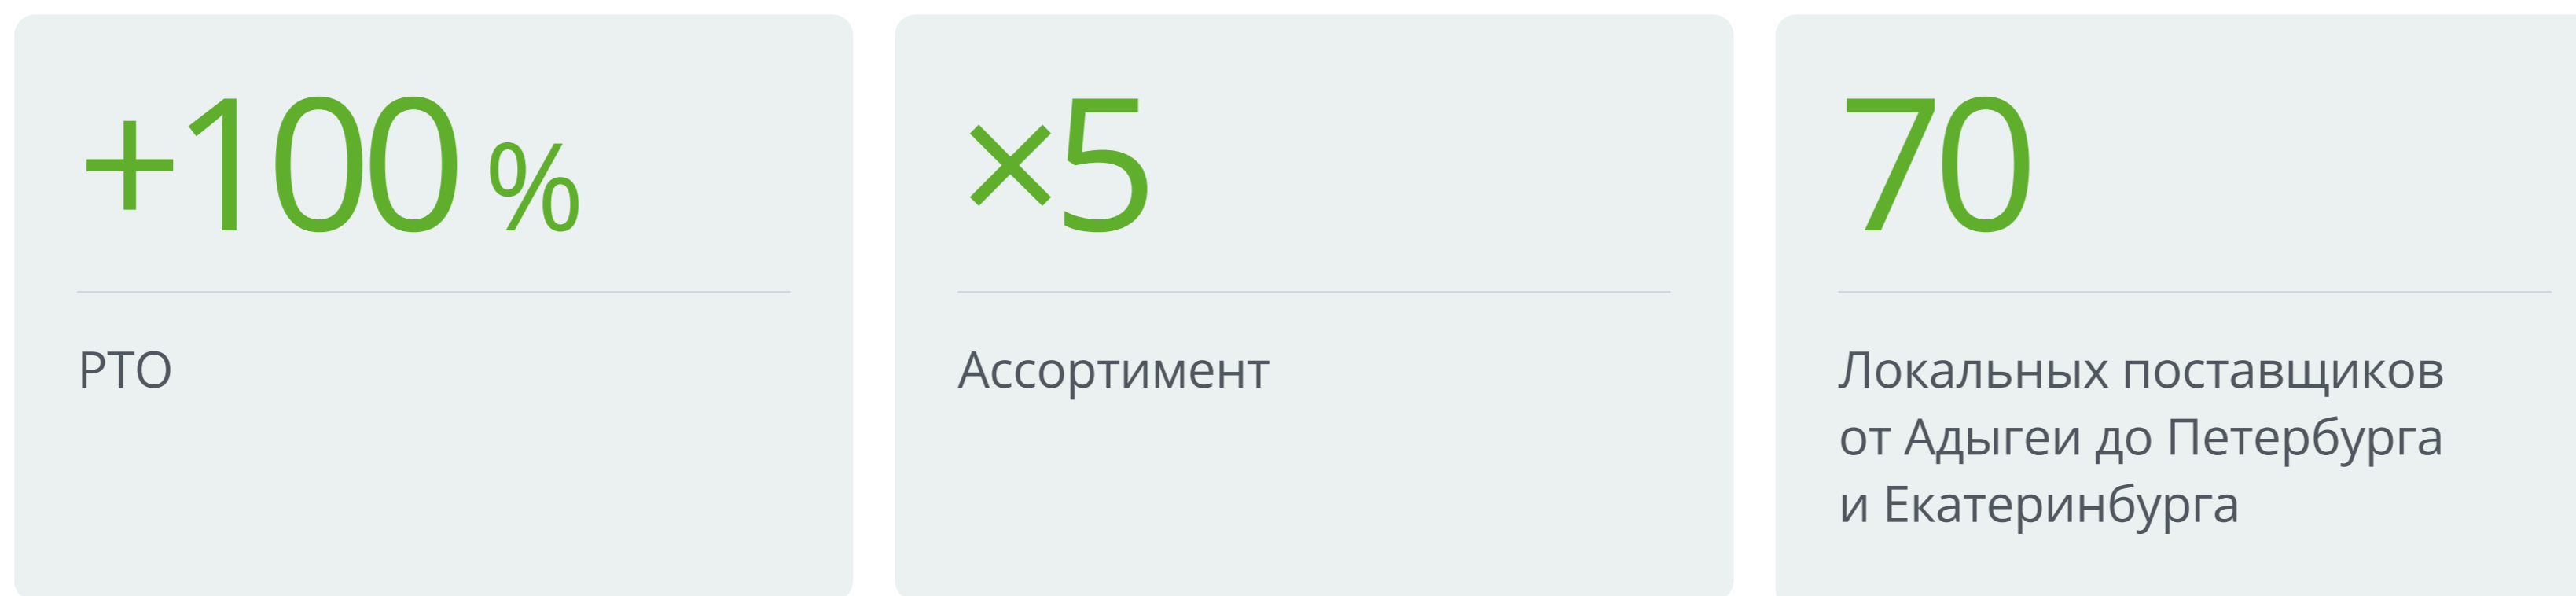 +100 %
РТО
×5
Ассортимент
70
Локальных поставщиков
от Адыгеи до Петербурга
и Екатеринбурга